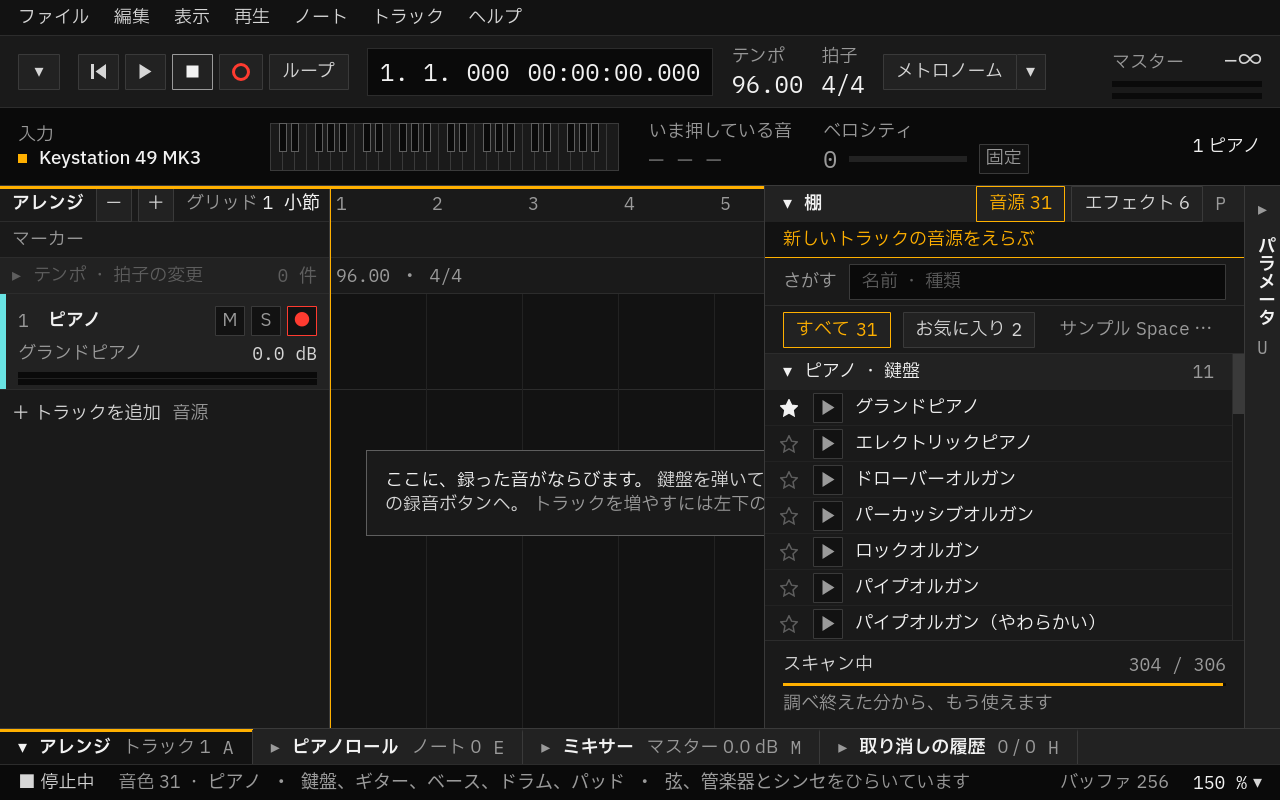 ファイル 編集 表示 再生 ノート トラック ヘルプ
ループ 1. 1. 000 00:00:00.000 テンポ 96.00 拍子 4/4 メトロノーム マスター −∞
入力 Keystation 49 MK3 いま押している音 — — — ベロシティ 0 固定 1 ピアノ
アレンジ − + グリッド 1 小節 1 2 3 4 5
マーカー
テンポ · 拍子の変更 0 件 96.00 • 4/4
1 ピアノ M S
グランドピアノ 0.0 dB
+ トラックを追加 音源
ここに、録った音がならびます。 鍵盤を弾いて
の録音ボタンへ。 トラックを増やすには左下の
▼ 棚 音源 31 エフェクト 6 P
新しいトラックの音源をえらぶ
さがす 名前 · 種類
すべて 31 お気に入り 2 サンプル Space …
▼ ピアノ · 鍵盤 11
グランドピアノ
エレクトリックピアノ
ドローバーオルガン
パーカッシブオルガン
ロックオルガン
パイプオルガン
パイプオルガン（やわらかい）
スキャン中 304 / 306
調べ終えた分から、もう使えます
パラメータ U
▼ アレンジ トラック 1 A ▶ ピアノロール ノート 0 E ▶ ミキサー マスター 0.0 dB M ▶ 取り消しの履歴 0 / 0 H
■ 停止中 音色 31 · ピアノ • 鍵盤、ギター、ベース、ドラム、パッド • 弦、管楽器とシンセをひらいています バッファ 256 150 % ▼